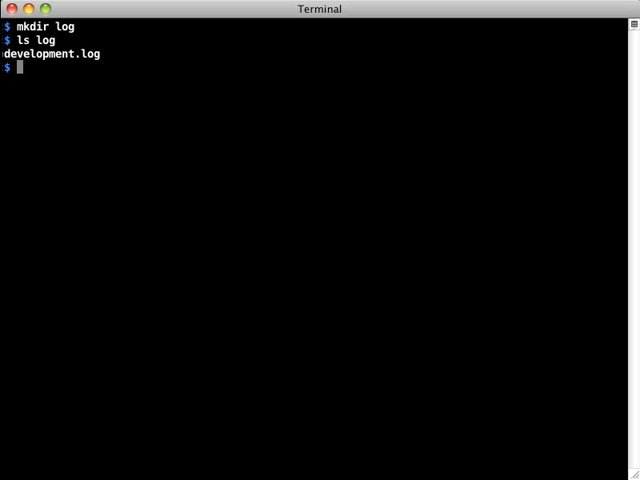 Terminal
$ mkdir log
$ ls log
development.log
$